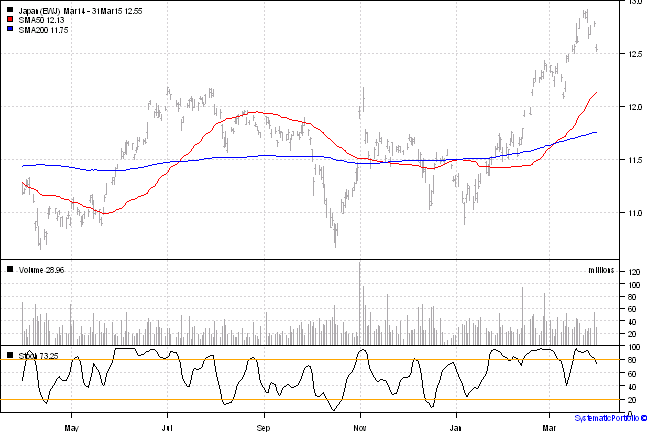 Japan (EWJ) Mar14 - 31Mar15 12.55
SMA50 12.13
SMA200 11.75
13.0
12.5
12.0
11.5
11.0
Volume 28.96
millions
120
100
80
60
40
20
Stoch 73.25
100
80
60
40
20
0
May
Jul
Sep
Nov
Jan
Mar
SystematicPortfolio ©